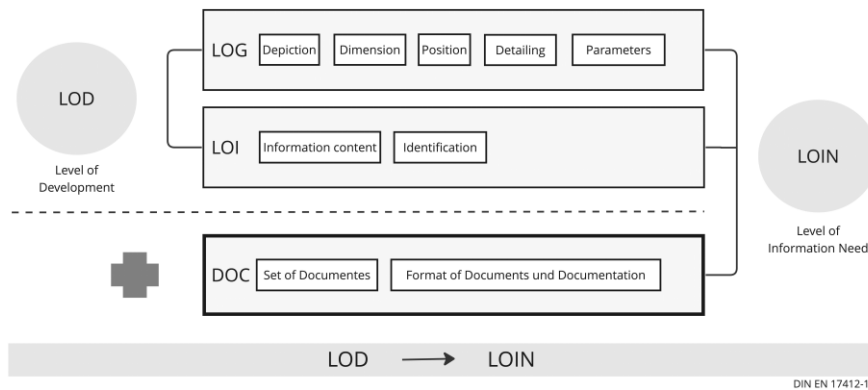 LOG Depiction Dimension Position Detailing Parameters
LOD
Level of
Development
LOI Information content Identification
LOIN
Level of
Information Need
DOC Set of Documentes Format of Documents und Documentation
LOD LOIN
DIN EN 17412-1